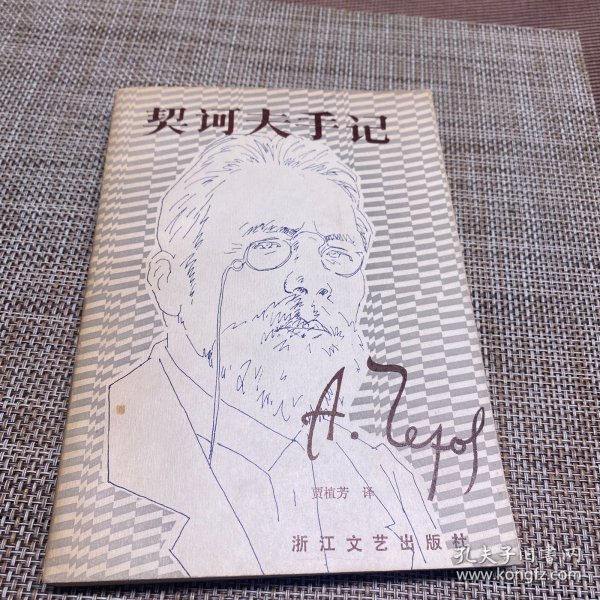 契诃夫手记
А. Чехов
贾植芳 译
浙江文艺出版社
孔夫子旧书网
www.kongfz.com